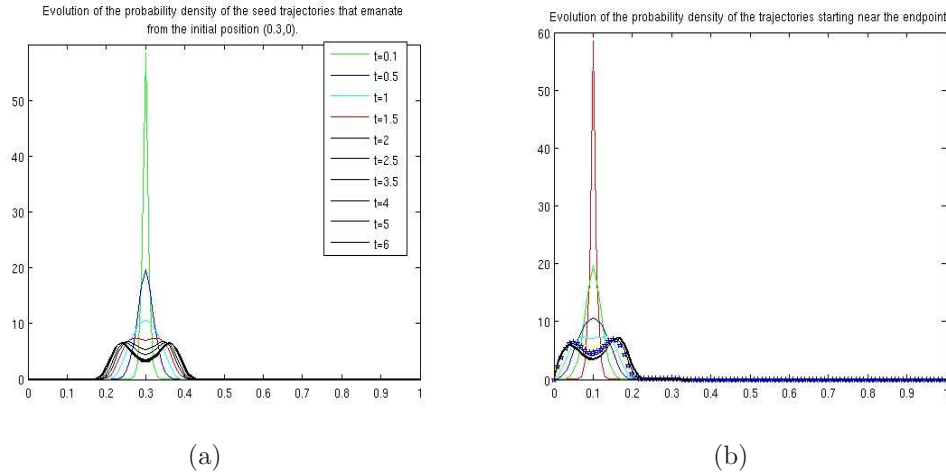 Evolution of the probability density of the seed trajectories that emanate
from the initial position (0.3,0).
60
50
40
30
20
10
0
0 0.1 0.2 0.3 0.4 0.5 0.6 0.7 0.8 0.9 1
t=0.1
t=0.5
t=1
t=1.5
t=2
t=2.5
t=3.5
t=4
t=5
t=6
(a)
Evolution of the probability density of the trajectories starting near the endpoint
60
50
40
30
20
10
0
0 0.1 0.2 0.3 0.4 0.5 0.6 0.7 0.8 0.9 1
(b)